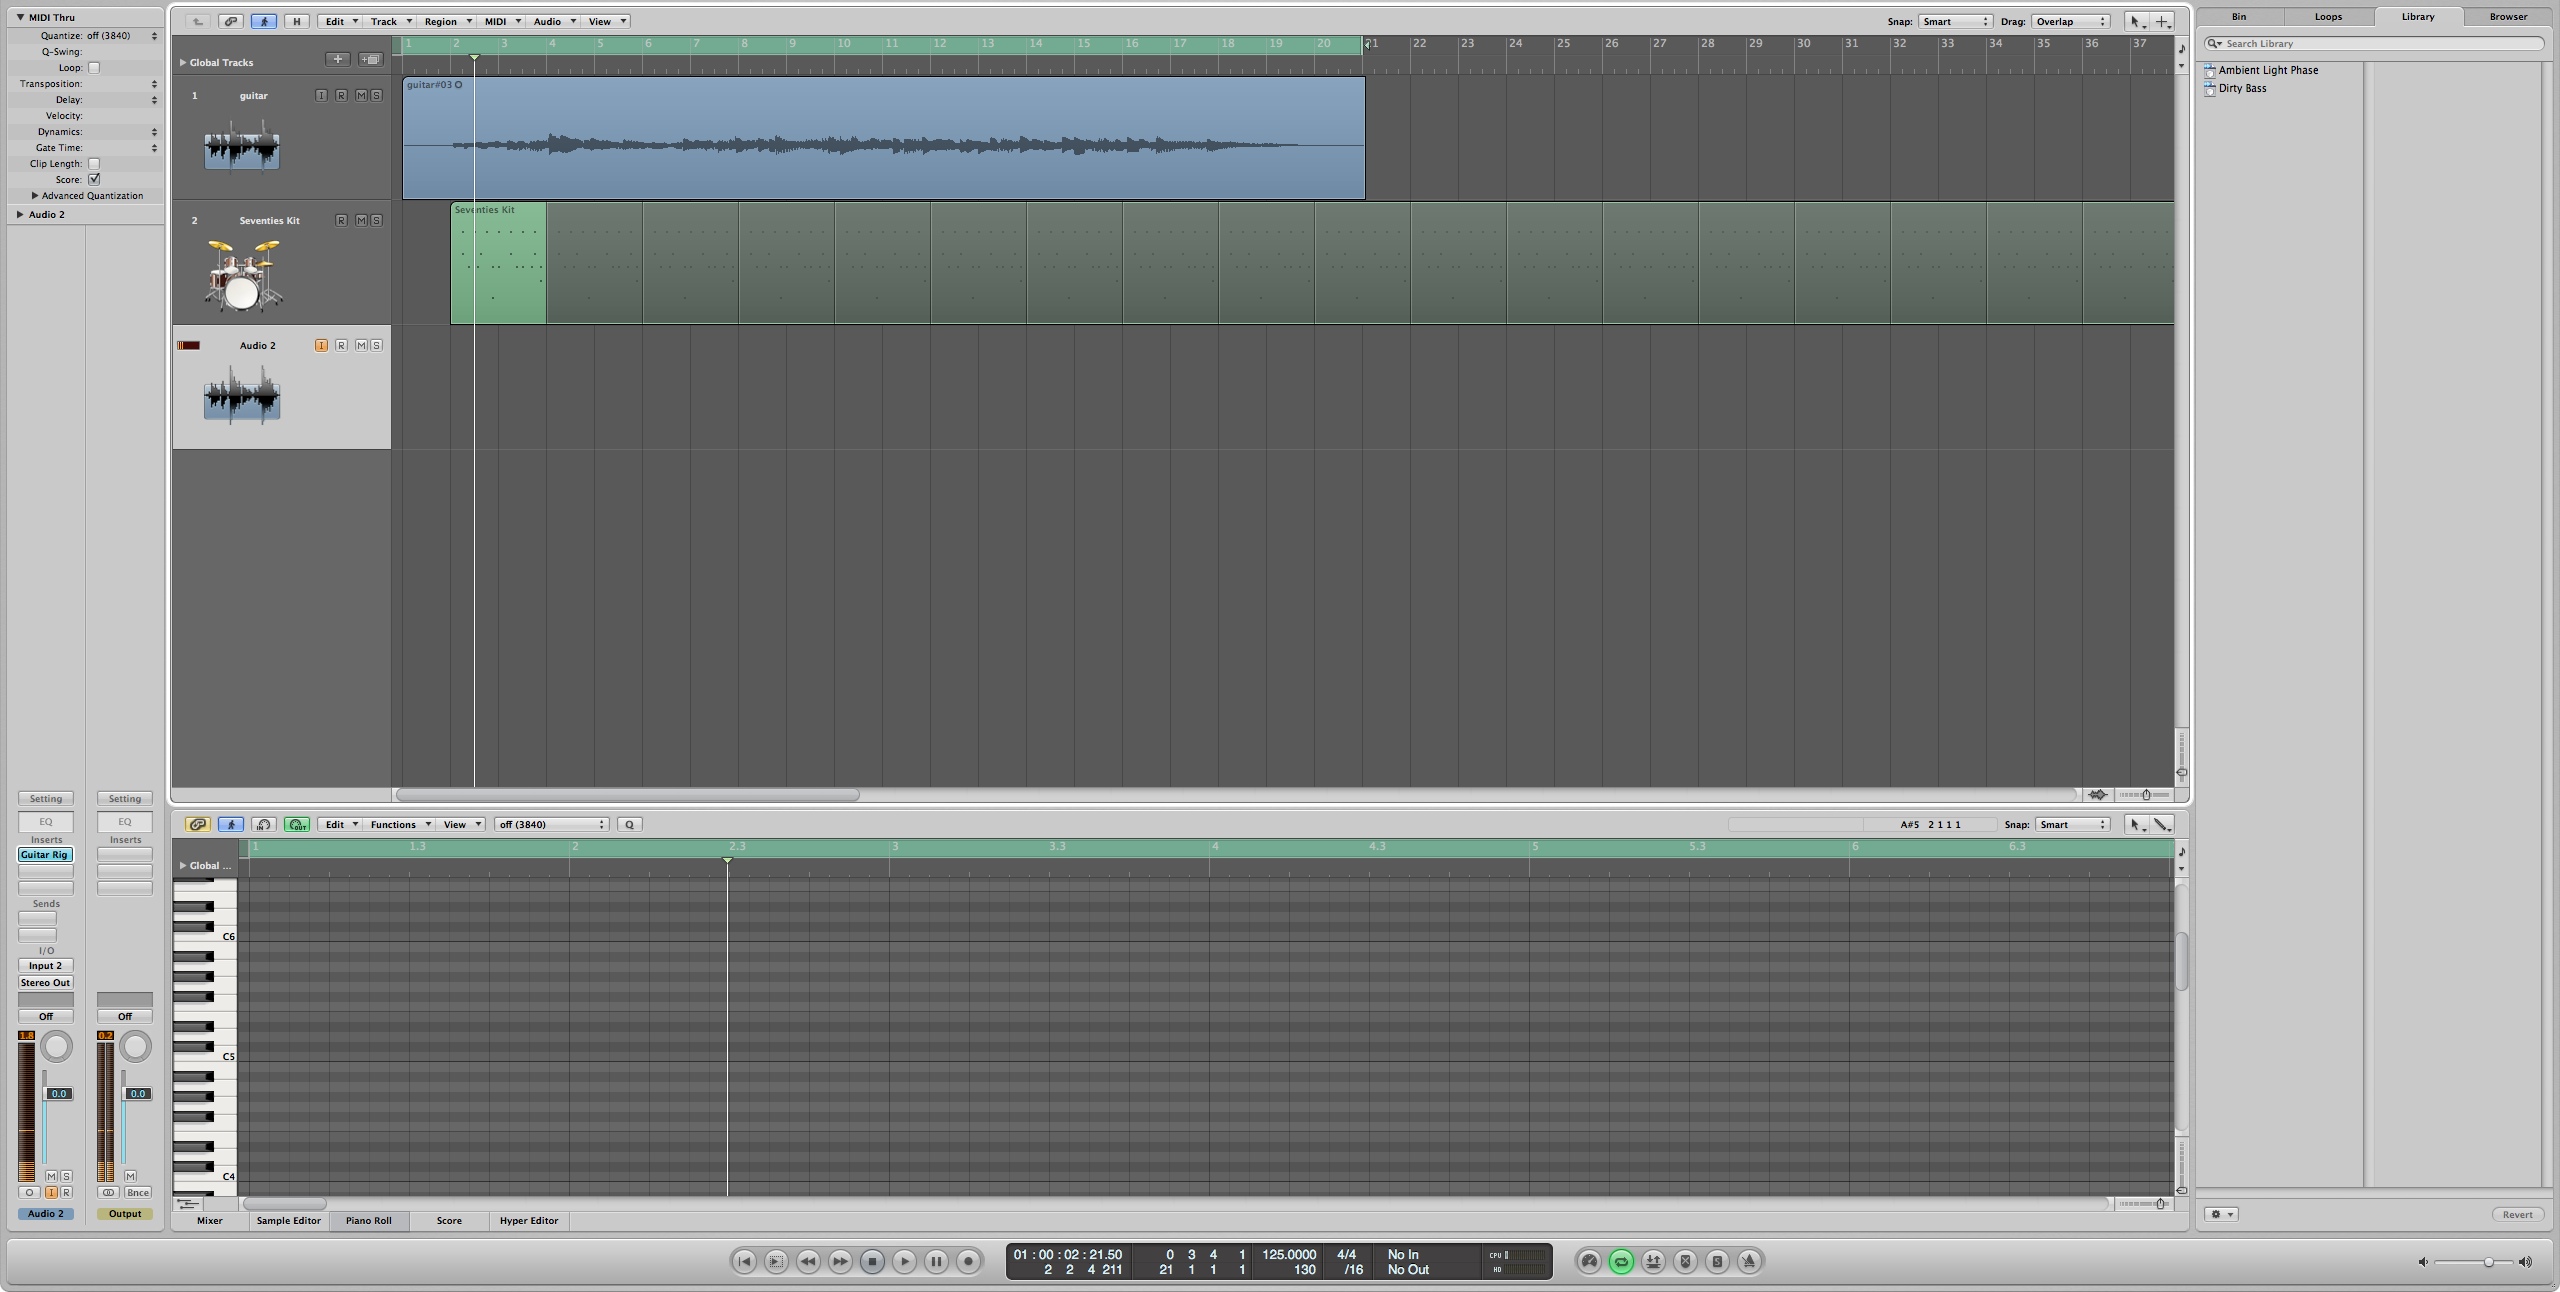 MIDI Thru
Quantize: off (3840)
Q-Swing:
Loop:
Transposition:
Delay:
Velocity:
Dynamics:
Gate Time:
Clip Length:
Score:
Advanced Quantization
Audio 2
Setting Setting
EQ EQ
Inserts Inserts
Guitar Rig
Sends
I/O
Input 2
Stereo Out
Off Off
1.8 0.2
0.0 0.0
M S M
I R Bnce
Audio 2 Output
H Edit Track Region MIDI Audio View Snap: Smart Drag: Overlap
Global Tracks
1 2 3 4 5 6 7 8 9 10 11 12 13 14 15 16 17 18 19 20 21 22 23 24 25 26 27 28 29 30 31 32 33 34 35 36 37
1 guitar I R M S
guitar#03
2 Seventies Kit R M S
Seventies Kit
Audio 2 I R M S
IN OUT Edit Functions View off (3840) Q A#5 2 1 1 1 Snap: Smart
Global ...
1 1.3 2 2.3 3 3.3 4 4.3 5 5.3 6 6.3
C6
C5
C4
Mixer Sample Editor Piano Roll Score Hyper Editor
01 : 00 : 02 : 21.50 0 3 4 1 125.0000 4/4 No In CPU
2 2 4 211 21 1 1 1 130 /16 No Out HD
S
Bin Loops Library Browser
Search Library
Ambient Light Phase
Dirty Bass
Revert